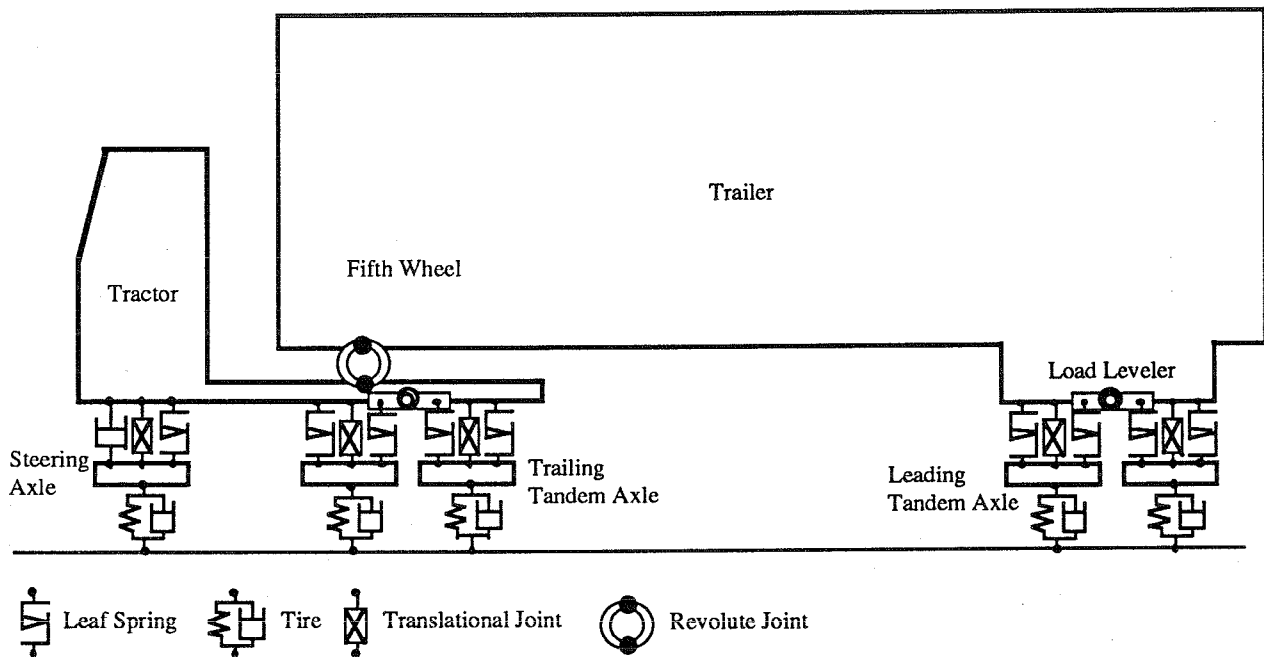 Trailer
Fifth Wheel
Tractor
Load Leveler
Steering
Axle
Trailing
Tandem Axle
Leading
Tandem Axle
Leaf Spring
Tire
Translational Joint
Revolute Joint